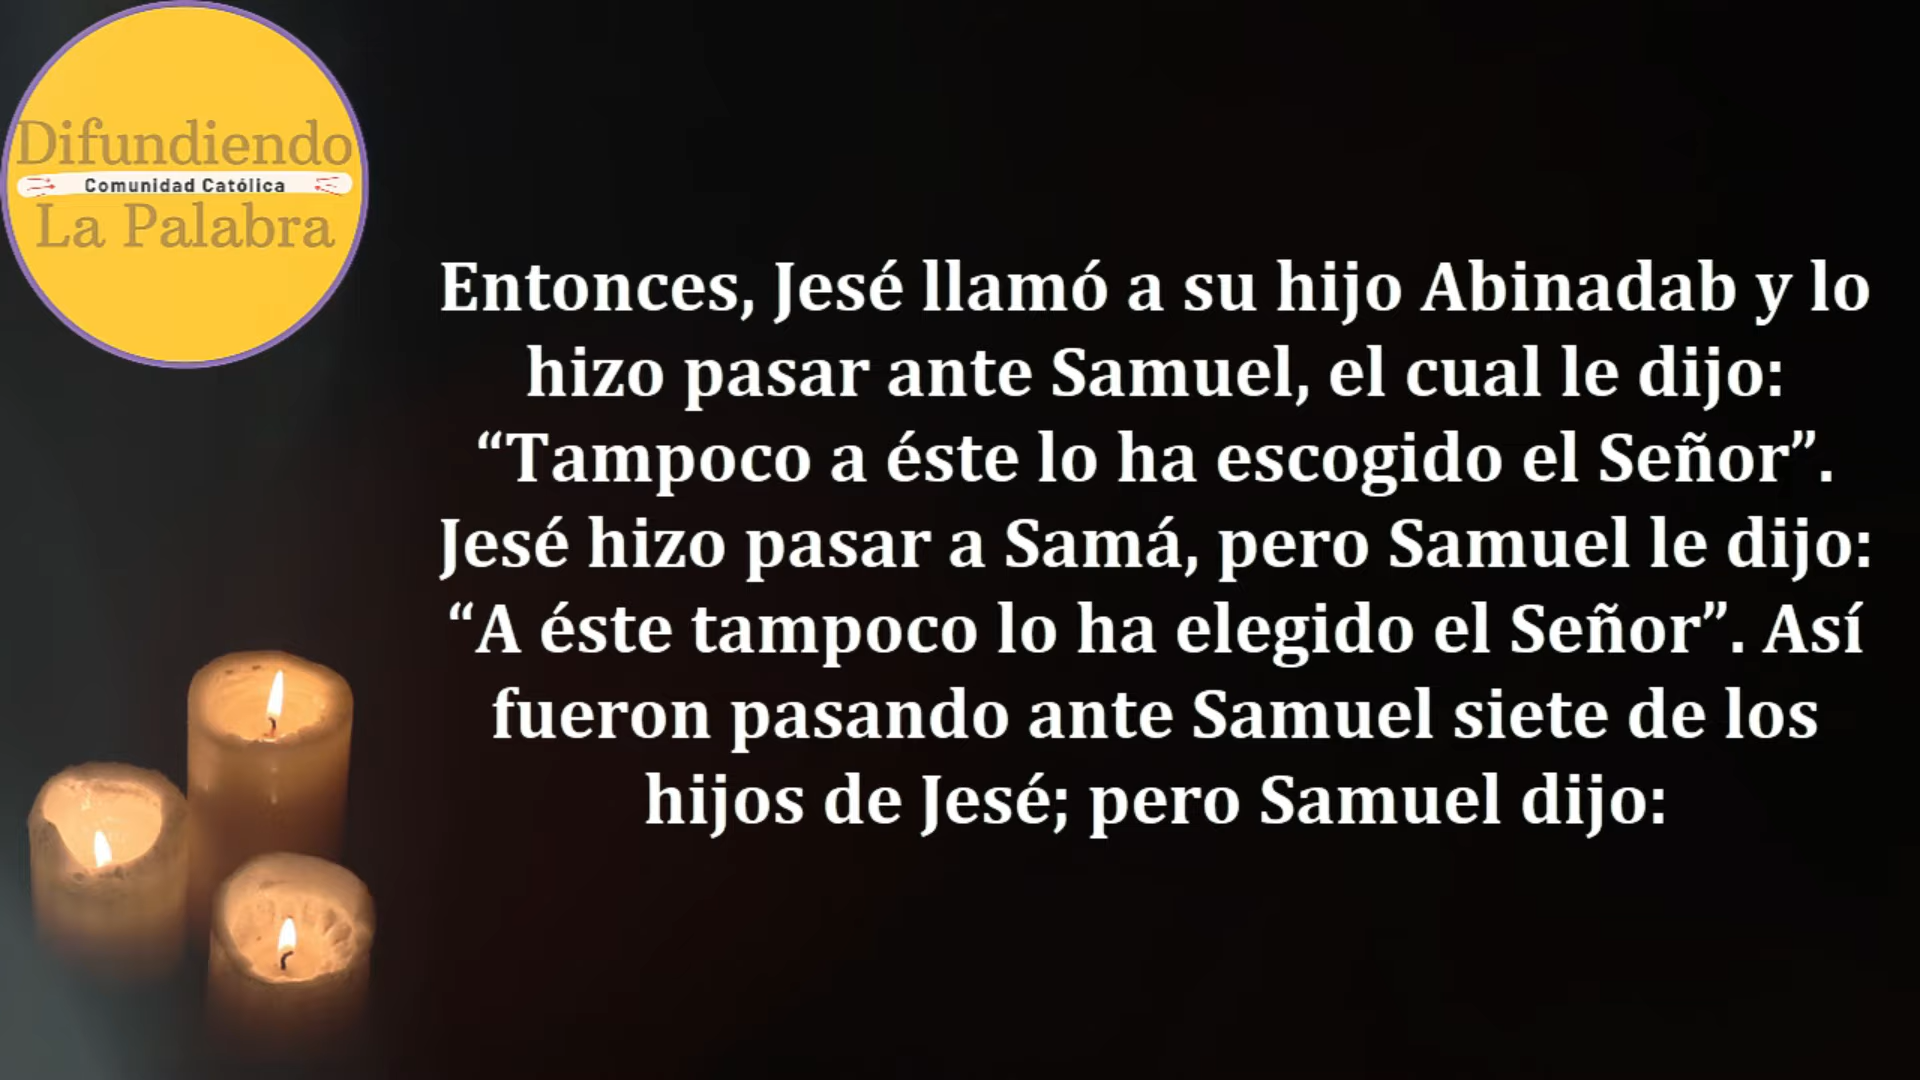 Difundiendo
Comunidad Católica
La Palabra
Entonces, Jesé llamó a su hijo Abinadab y lo
hizo pasar ante Samuel, el cual le dijo:
“Tampoco a éste lo ha escogido el Señor”.
Jesé hizo pasar a Samá, pero Samuel le dijo:
“A éste tampoco lo ha elegido el Señor”. Así
fueron pasando ante Samuel siete de los
hijos de Jesé; pero Samuel dijo: